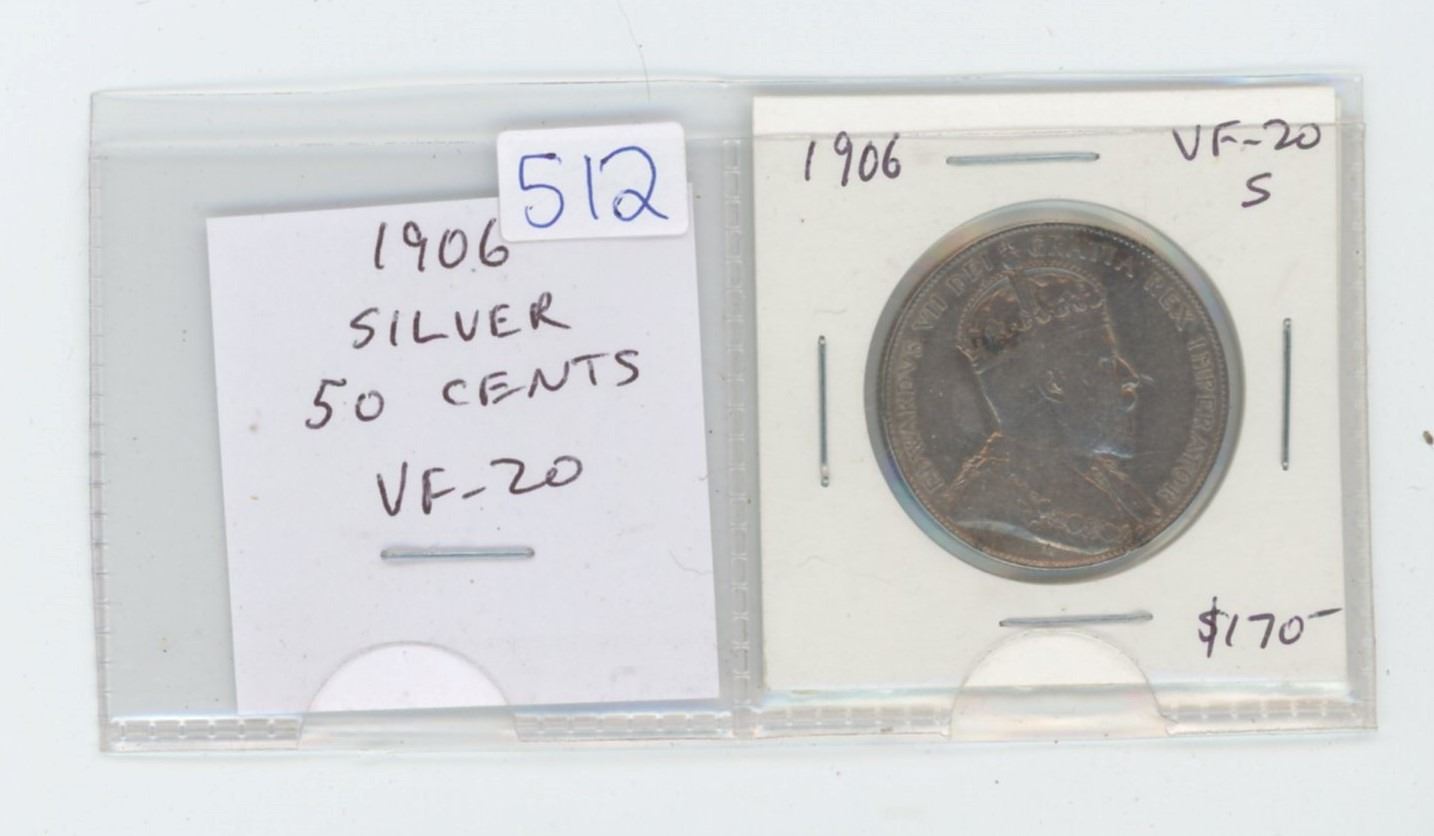 512
1906
SILVER
50 CENTS
VF-20
1906
VF-20
S
EDWARDVS VII DEI GRATIA REX IMPERATOR
$170-